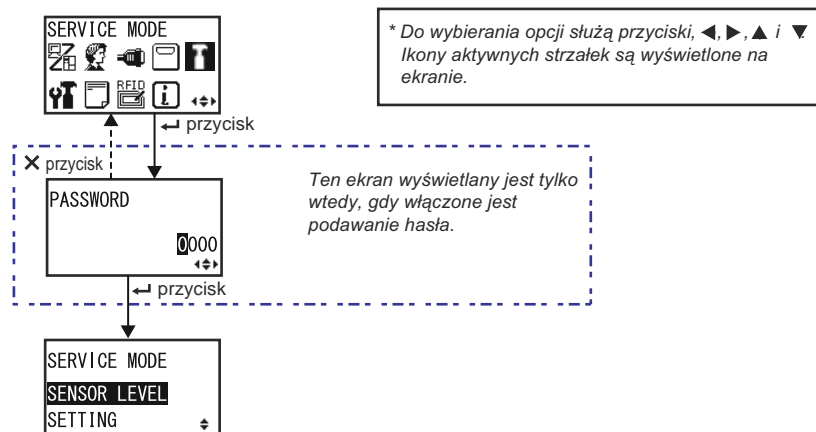 SERVICE MODE
RFID
* Do wybierania opcji służą przyciski, ◀, ▶, ▲ i ▼.
Ikony aktywnych strzałek są wyświetlone na
ekranie.
↵ przycisk
✕ przycisk
PASSWORD
0000
Ten ekran wyświetlany jest tylko
wtedy, gdy włączone jest
podawanie hasła.
↵ przycisk
SERVICE MODE
SENSOR LEVEL
SETTING